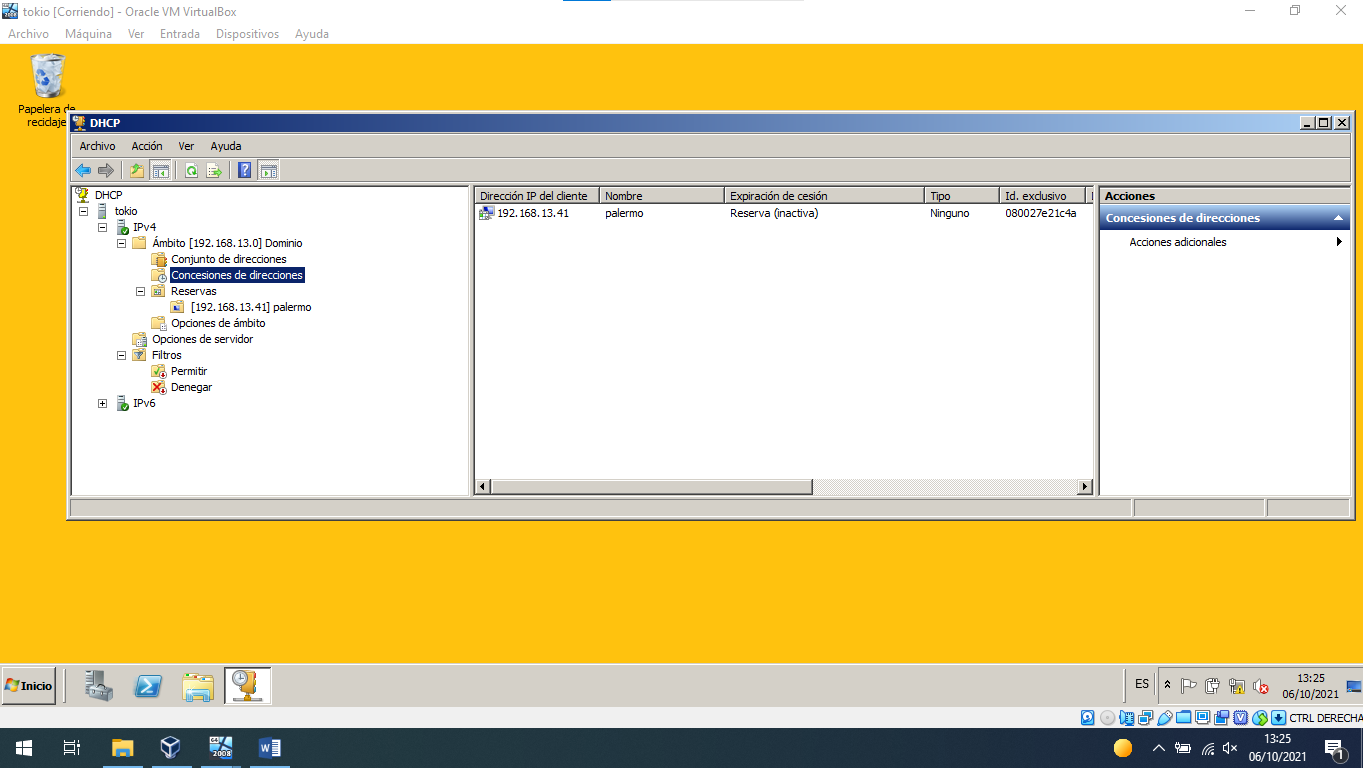 tokio [Corriendo] - Oracle VM VirtualBox
Archivo Máquina Ver Entrada Dispositivos Ayuda
Papelera de
reciclaje
DHCP
Archivo Acción Ver Ayuda
DHCP
tokio
IPv4
Ámbito [192.168.13.0] Dominio
Conjunto de direcciones
Concesiones de direcciones
Reservas
[192.168.13.41] palermo
Opciones de ámbito
Opciones de servidor
Filtros
Permitir
Denegar
IPv6
Dirección IP del cliente Nombre Expiración de cesión Tipo Id. exclusivo
192.168.13.41 palermo Reserva (inactiva) Ninguno 080027e21c4a
Acciones
Concesiones de direcciones
Acciones adicionales
Inicio
ES
13:25
06/10/2021
CTRL DERECHA
2008
13:25
06/10/2021
1